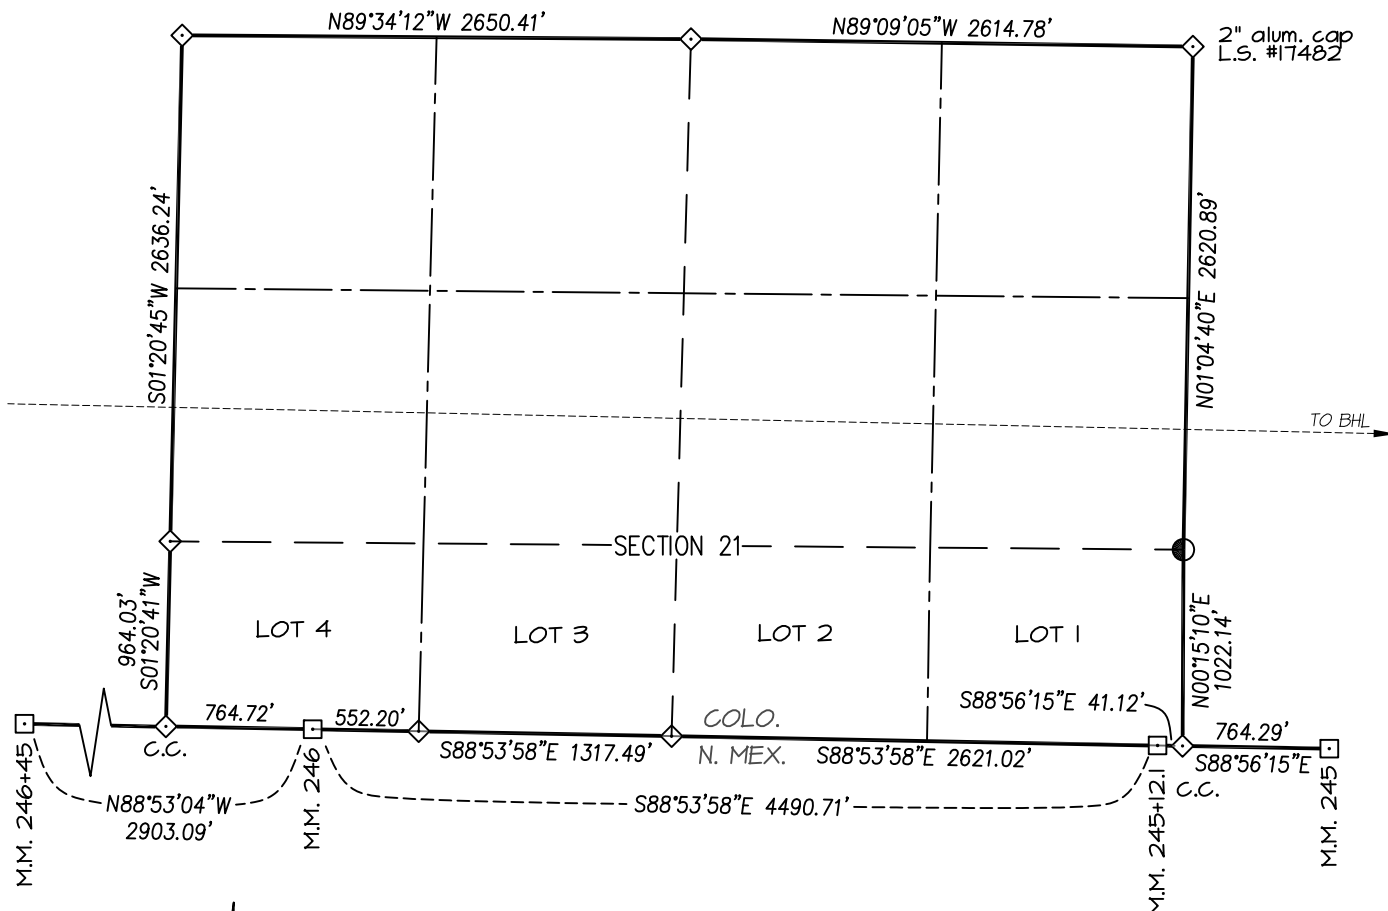 N89°34'12"W 2650.41'
N89°09'05"W 2614.78'
2" alum. cap
L.S. #17482
S01°20'45"W 2636.24'
N01°04'40"E 2620.89'
TO BHL
SECTION 21
964.03'
S01°20'41"W
LOT 4
LOT 3
LOT 2
LOT 1
N00°15'10"E
1022.14'
S88°56'15"E 41.12'
764.72'
552.20'
COLO.
N. MEX.
S88°53'58"E 1317.49'
S88°53'58"E 2621.02'
764.29'
S88°56'15"E
C.C.
C.C.
M.M. 246+45
N88°53'04"W
2903.09'
M.M. 246
S88°53'58"E 4490.71'
M.M. 245+12.1
M.M. 245